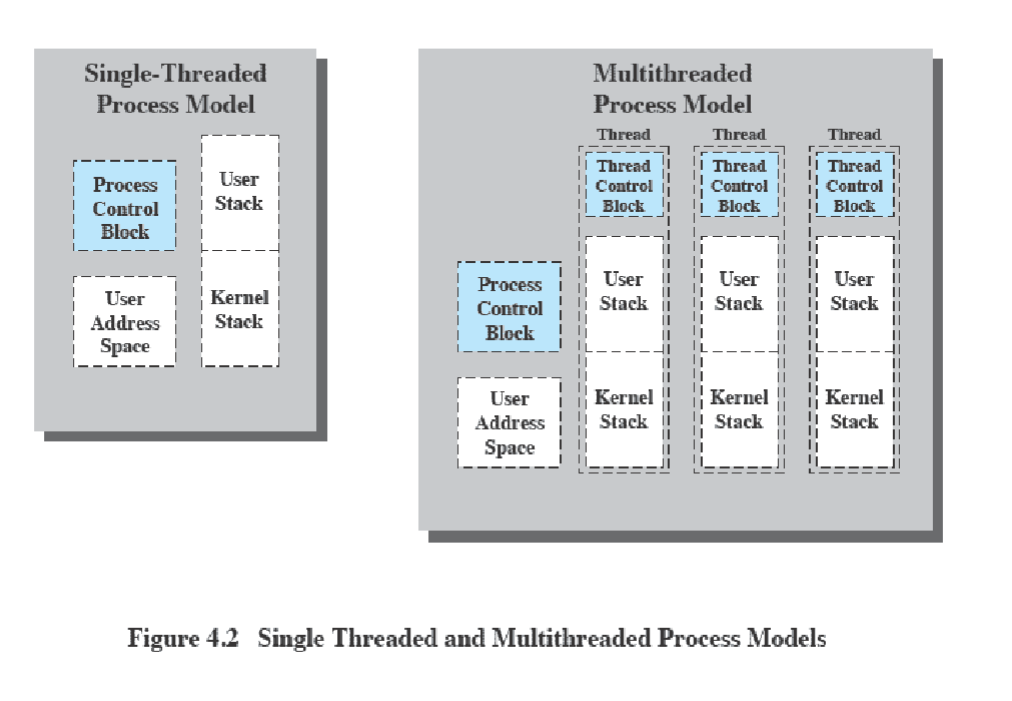 Single-Threaded
Process Model
Process
Control
Block
User
Stack
User
Address
Space
Kernel
Stack
Multithreaded
Process Model
Thread
Thread
Thread
Thread
Control
Block
Thread
Control
Block
Thread
Control
Block
Process
Control
Block
User
Stack
User
Stack
User
Stack
User
Address
Space
Kernel
Stack
Kernel
Stack
Kernel
Stack
Figure 4.2 Single Threaded and Multithreaded Process Models